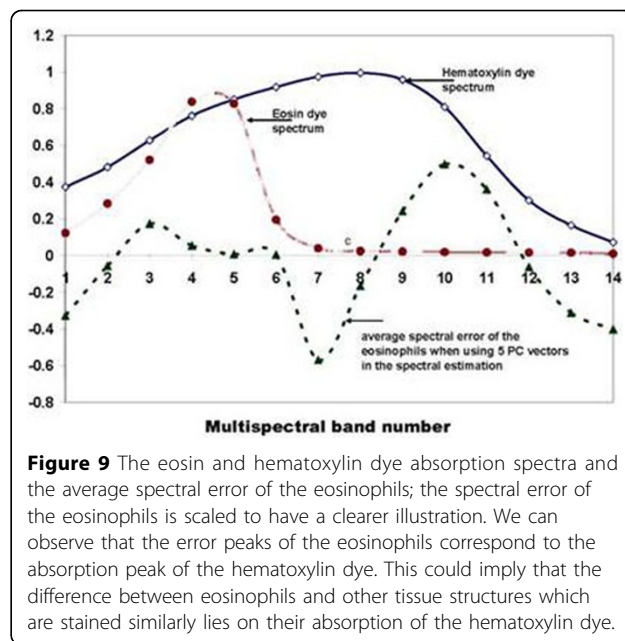 1.2
1
0.8
0.6
0.4
0.2
0
-0.2
-0.4
-0.6
-0.8
Hematoxylin dye
spectrum
Eosin dye
spectrum
c
1 2 3 4 5 6 7 8 9 10 11 12 13 14
average spectral error of the
eosinophils when using 5 PC vectors
in the spectral estimation
Multispectral band number
Figure 9 The eosin and hematoxylin dye absorption spectra and
the average spectral error of the eosinophils; the spectral error of
the eosinophils is scaled to have a clearer illustration. We can
observe that the error peaks of the eosinophils correspond to the
absorption peak of the hematoxylin dye. This could imply that the
difference between eosinophils and other tissue structures which
are stained similarly lies on their absorption of the hematoxylin dye.